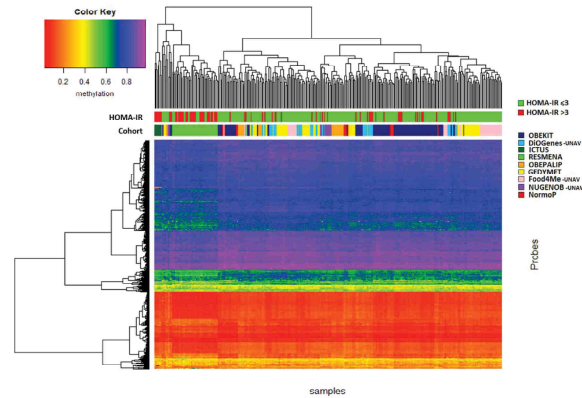 Color Key
0.2 0.4 0.6 0.8
methylation
HOMA-IR
Cohort
HOMA-IR ≤3
HOMA-IR >3
OBEKIT
DiOGenes-UNAV
ICTUS
RESMENA
OBEPALIP
GEDYMET
Food4Me-UNAV
NUGENOB-UNAV
NormoP
Probes
samples